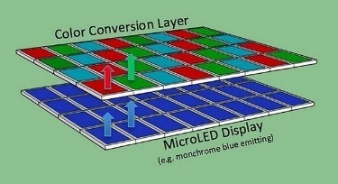 Color Conversion Layer
MicroLED Display
(e.g. monchrome blue emitting)